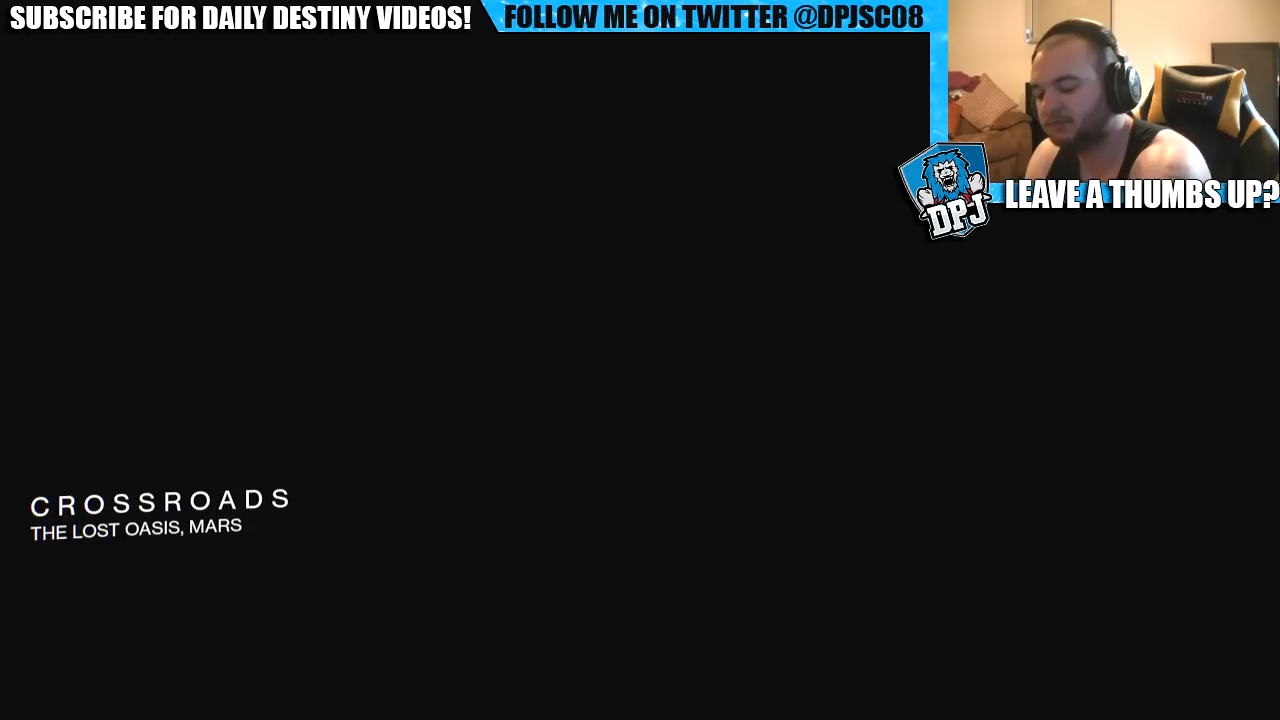 SUBSCRIBE FOR DAILY DESTINY VIDEOS!
FOLLOW ME ON TWITTER @DPJSC08
DPJ
LEAVE A THUMBS UP?
CROSSROADS
THE LOST OASIS, MARS